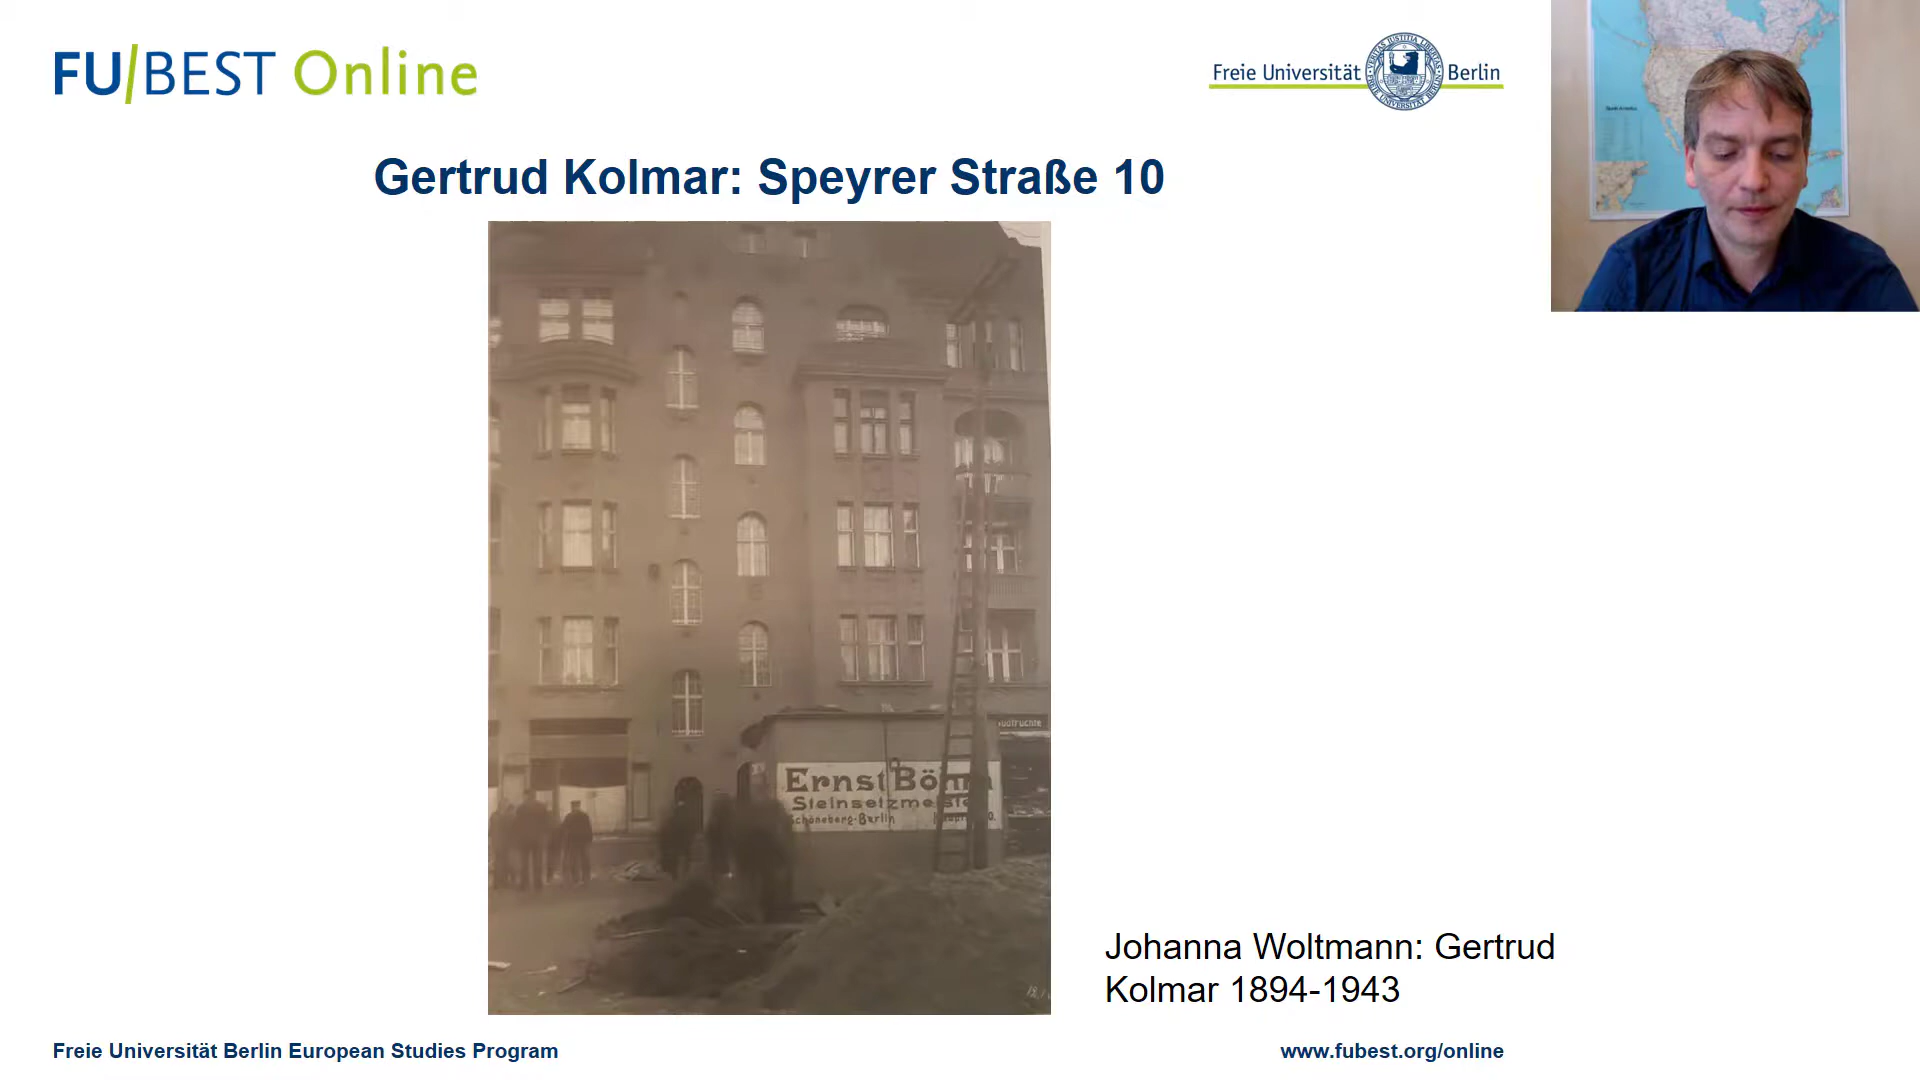 FU/BEST Online
Freie Universität Berlin
Gertrud Kolmar: Speyrer Straße 10
Ernst Böhm
Steinsetzmeister
Schöneberg-Berlin
Johanna Woltmann: Gertrud
Kolmar 1894-1943
Freie Universität Berlin European Studies Program
www.fubest.org/online